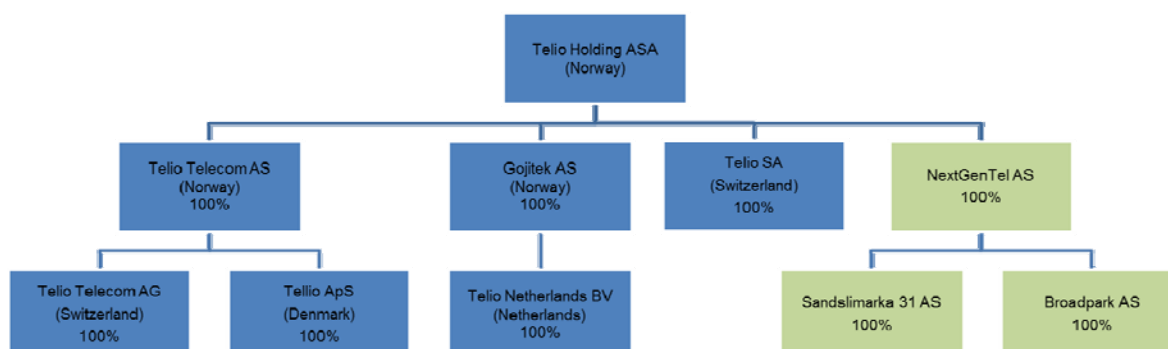 Telio Holding ASA
(Norway)
Telio Telecom AS
(Norway)
100%
Gojitek AS
(Norway)
100%
Telio SA
(Switzerland)
100%
NextGenTel AS
100%
Telio Telecom AG
(Switzerland)
100%
Tellio ApS
(Denmark)
100%
Telio Netherlands BV
(Netherlands)
100%
Sandslimarka 31 AS
100%
Broadpark AS
100%